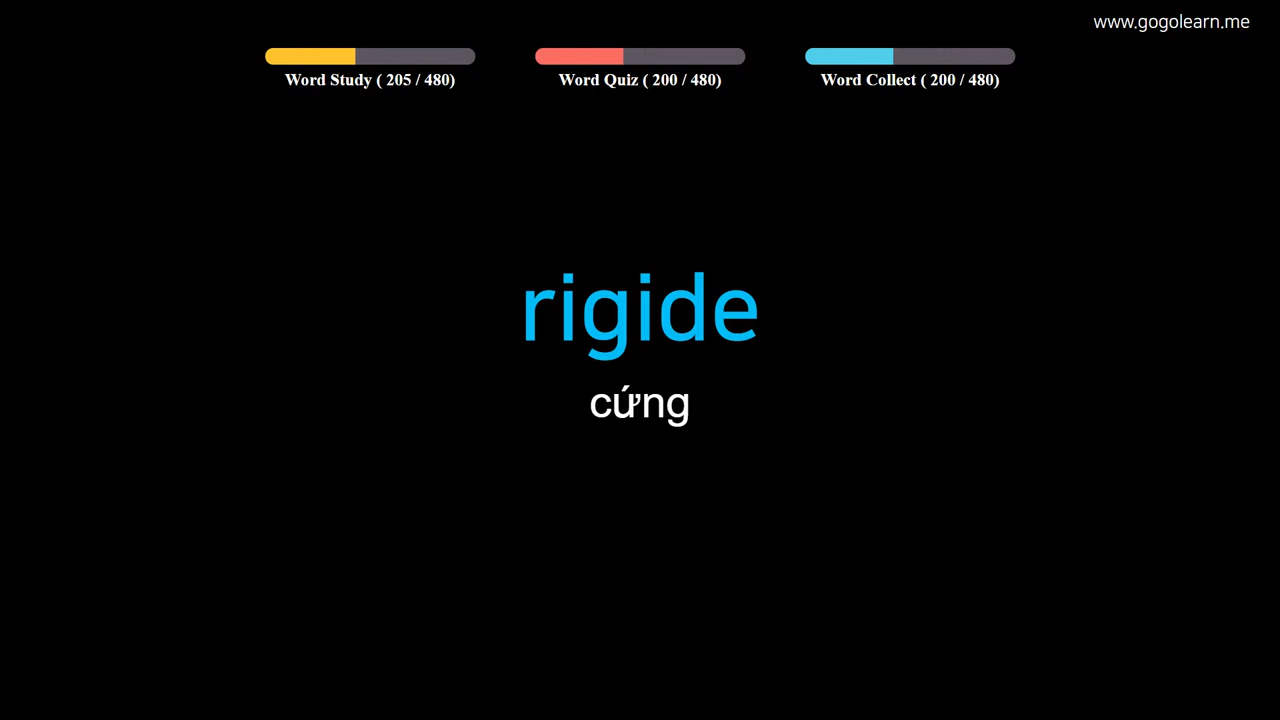 www.gogolearn.me
Word Study ( 205 / 480)
Word Quiz ( 200 / 480)
Word Collect ( 200 / 480)
rigide
cứng